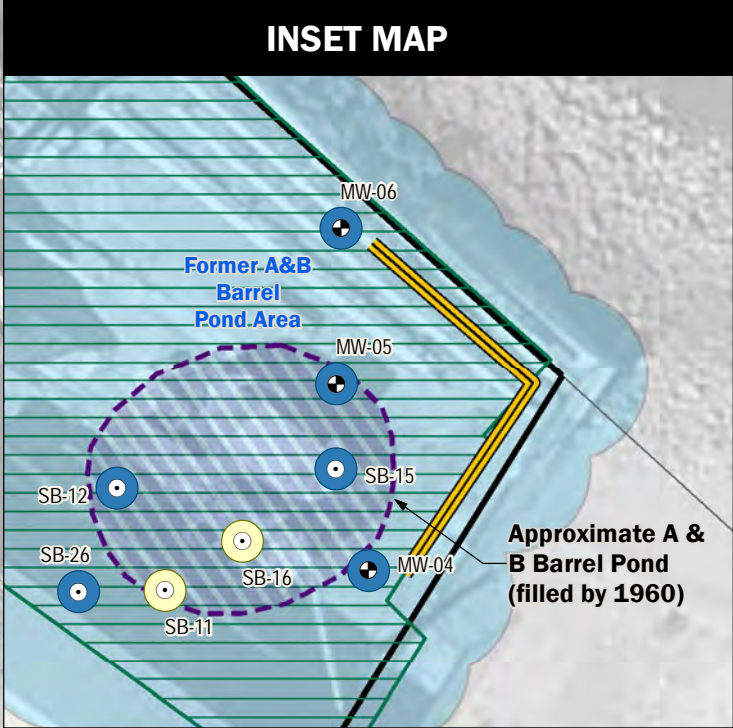 INSET MAP
MW-06
Former A&B
Barrel
Pond Area
MW-05
SB-15
SB-12
SB-16
SB-26
MW-04
SB-11
Approximate A &
B Barrel Pond
(filled by 1960)